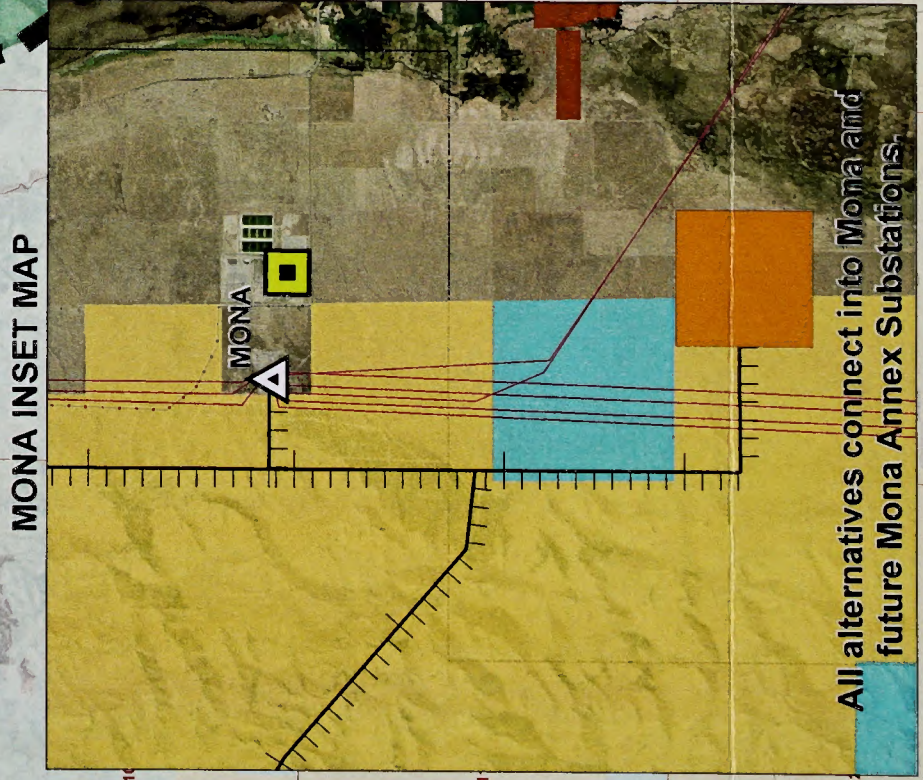 MONA INSET MAP
MONA
All alternatives connect into Mona and
future Mona Annex Substations.